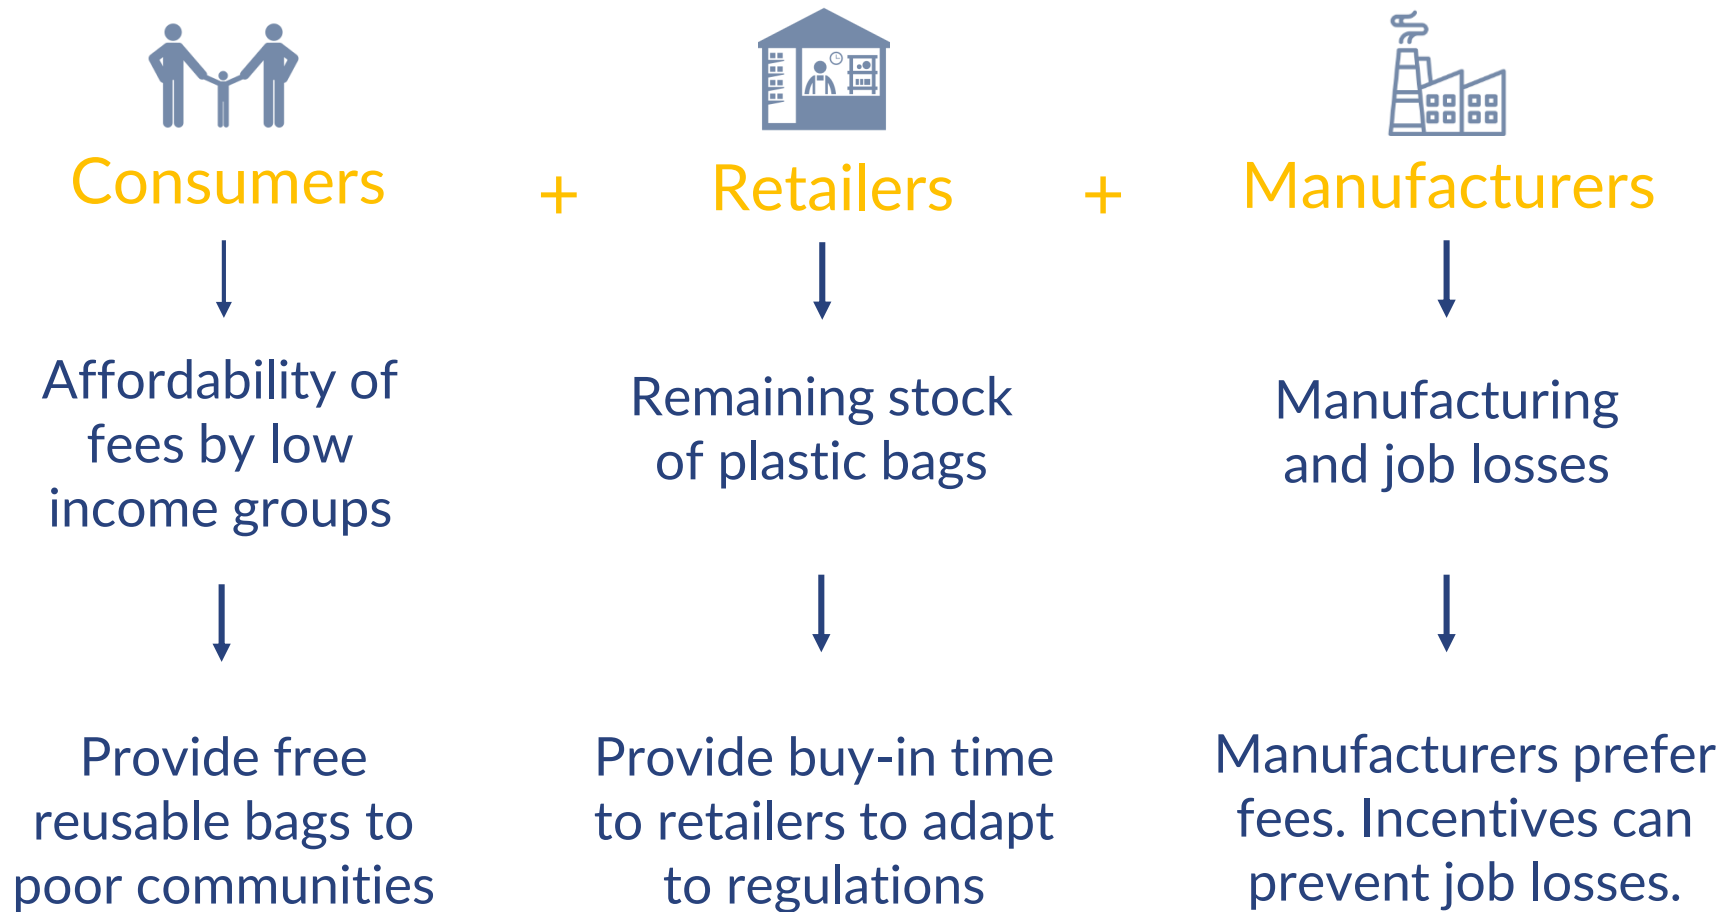 Consumers + Retailers + Manufacturers
Affordability of
fees by low
income groups
Remaining stock
of plastic bags
Manufacturing
and job losses
Provide free
reusable bags to
poor communities
Provide buy-in time
to retailers to adapt
to regulations
Manufacturers prefer
fees. Incentives can
prevent job losses.